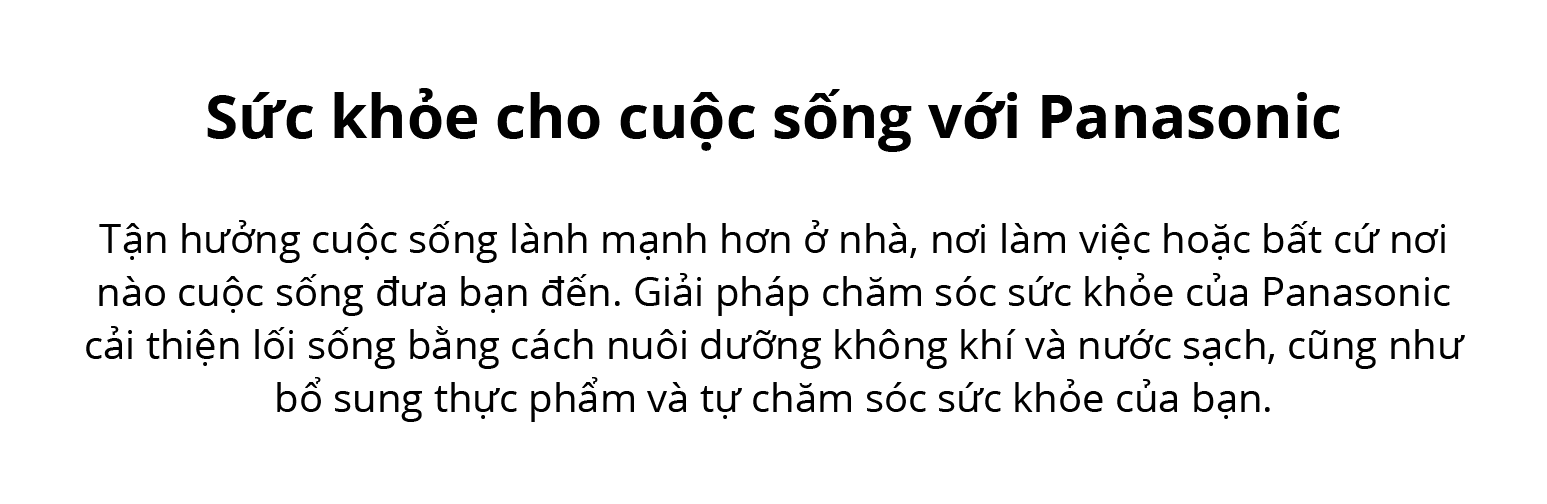 Sức khỏe cho cuộc sống với Panasonic
Tận hưởng cuộc sống lành mạnh hơn ở nhà, nơi làm việc hoặc bất cứ nơi
nào cuộc sống đưa bạn đến. Giải pháp chăm sóc sức khỏe của Panasonic
cải thiện lối sống bằng cách nuôi dưỡng không khí và nước sạch, cũng như
bổ sung thực phẩm và tự chăm sóc sức khỏe của bạn.